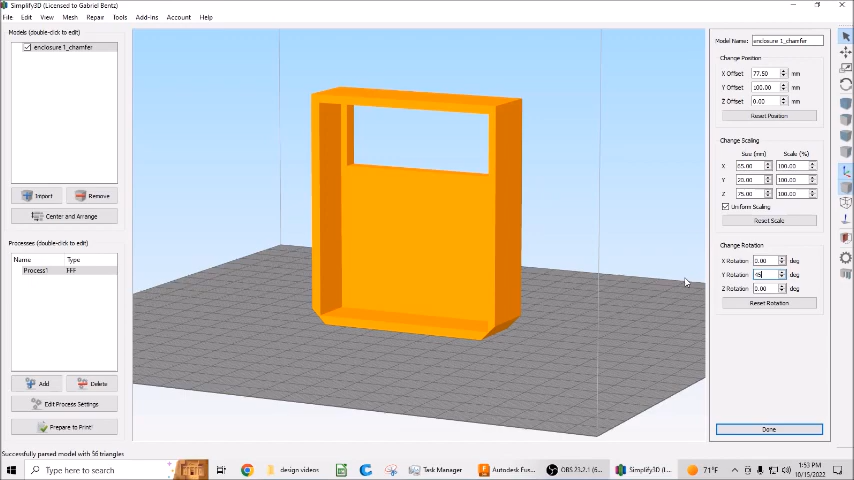 Simplify3D (Licensed to Gabriel Bentz)
File Edit View Mesh Repair Tools Add-Ins Account Help
Models (double-click to edit)
enclosure 1_chamfer
Import Remove
Center and Arrange
Processes (double-click to edit)
Name Type
Process1 FFF
Add Delete
Edit Process Settings
Prepare to Print!
Successfully parsed model with 56 triangles
Model Name: enclosure 1_chamfer
Change Position
X Offset 77.50 mm
Y Offset 100.00 mm
Z Offset 0.00 mm
Reset Position
Change Scaling
Size (mm) Scale (%)
X 65.00 100.00
Y 20.00 100.00
Z 75.00 100.00
Uniform Scaling
Reset Scale
Change Rotation
X Rotation 0.00 deg
Y Rotation 45 deg
Z Rotation 0.00 deg
Reset Rotation
Done
Type here to search
design videos
Task Manager
Autodesk Fus...
OBS 23.2.1 (6...
Simplify3D (L...
71°F
1:53 PM
10/15/2022